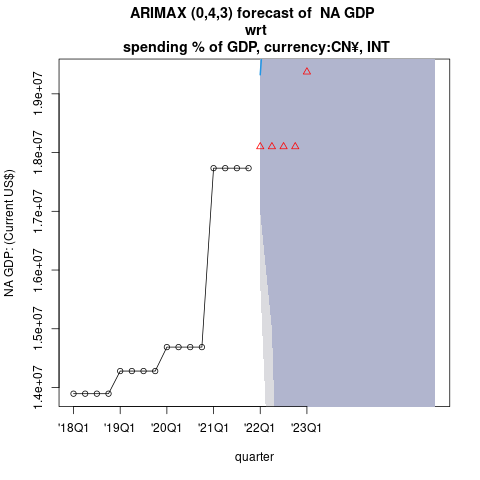 ARIMAX (0,4,3) forecast of  NA GDP
wrt
spending % of GDP, currency:CN¥, INT
NA GDP: (Current US$)
1.9e+07
1.8e+07
1.7e+07
1.6e+07
1.5e+07
1.4e+07
'18Q1 '19Q1 '20Q1 '21Q1 '22Q1 '23Q1
quarter